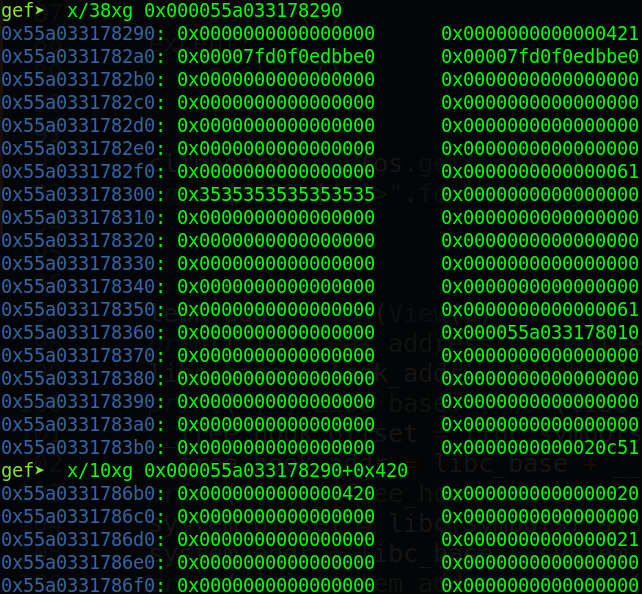 gef➤  x/38xg 0x000055a033178290
0x55a033178290: 0x0000000000000000 0x0000000000000421
0x55a0331782a0: 0x00007fd0f0edbbe0 0x00007fd0f0edbbe0
0x55a0331782b0: 0x0000000000000000 0x0000000000000000
0x55a0331782c0: 0x0000000000000000 0x0000000000000000
0x55a0331782d0: 0x0000000000000000 0x0000000000000000
0x55a0331782e0: 0x0000000000000000 0x0000000000000000
0x55a0331782f0: 0x0000000000000000 0x0000000000000061
0x55a033178300: 0x3535353535353535 0x0000000000000000
0x55a033178310: 0x0000000000000000 0x0000000000000000
0x55a033178320: 0x0000000000000000 0x0000000000000000
0x55a033178330: 0x0000000000000000 0x0000000000000000
0x55a033178340: 0x0000000000000000 0x0000000000000000
0x55a033178350: 0x0000000000000000 0x0000000000000061
0x55a033178360: 0x0000000000000000 0x000055a033178010
0x55a033178370: 0x0000000000000000 0x0000000000000000
0x55a033178380: 0x0000000000000000 0x0000000000000000
0x55a033178390: 0x0000000000000000 0x0000000000000000
0x55a0331783a0: 0x0000000000000000 0x0000000000000000
0x55a0331783b0: 0x0000000000000000 0x0000000000020c51
gef➤  x/10xg 0x000055a033178290+0x420
0x55a0331786b0: 0x0000000000000420 0x0000000000000020
0x55a0331786c0: 0x0000000000000000 0x0000000000000000
0x55a0331786d0: 0x0000000000000000 0x0000000000000021
0x55a0331786e0: 0x0000000000000000 0x0000000000000000
0x55a0331786f0: 0x0000000000000000 0x0000000000000000